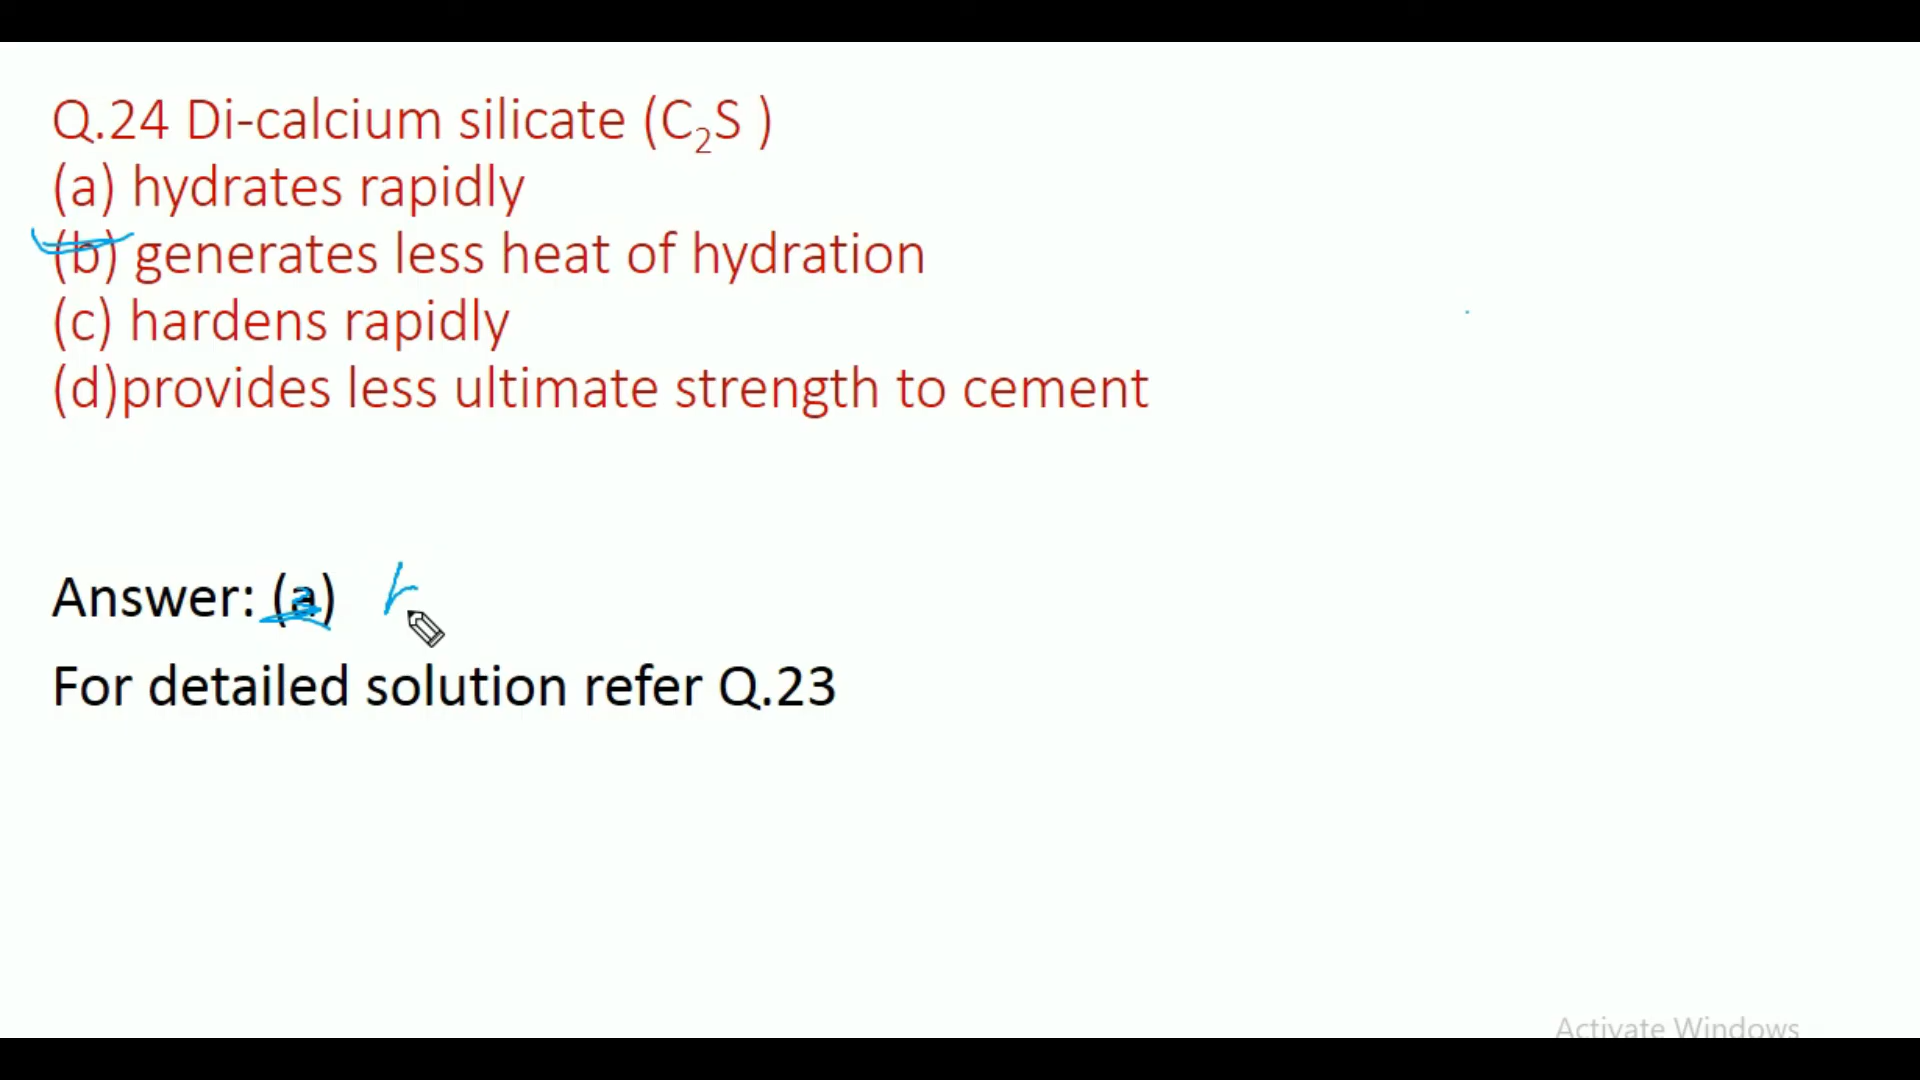 Q.24 Di-calcium silicate (C₂S )
(a) hydrates rapidly
(b) generates less heat of hydration
(c) hardens rapidly
(d)provides less ultimate strength to cement
Answer: (a)
For detailed solution refer Q.23
Activate Windows